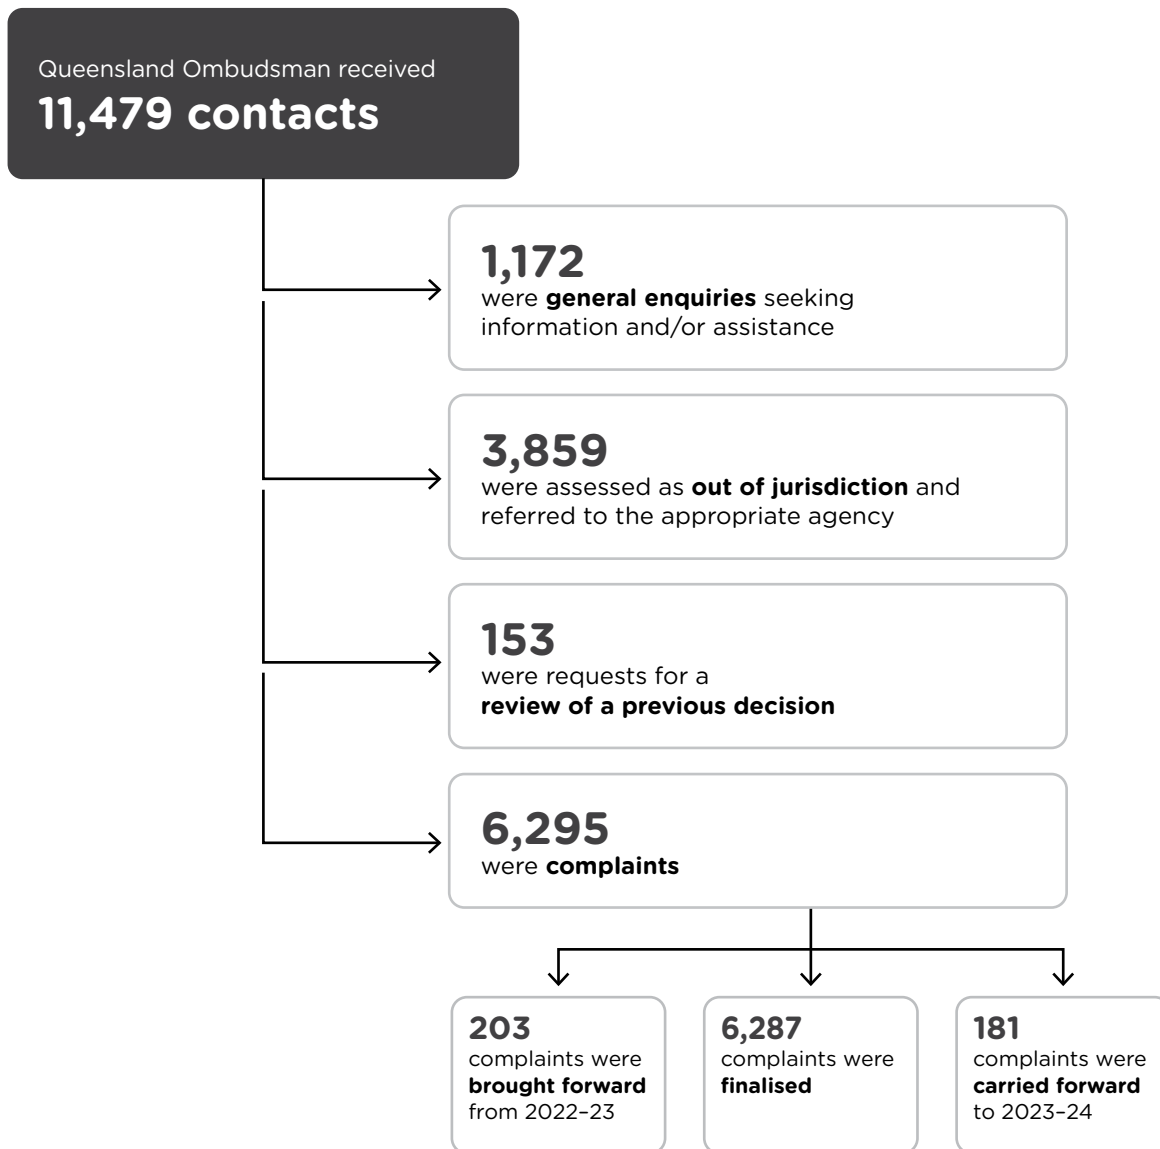 Queensland Ombudsman received
11,479 contacts
1,172
were general enquiries seeking
information and/or assistance
3,859
were assessed as out of jurisdiction and
referred to the appropriate agency
153
were requests for a
review of a previous decision
6,295
were complaints
203
complaints were
brought forward
from 2022–23
6,287
complaints were
finalised
181
complaints were
carried forward
to 2023–24